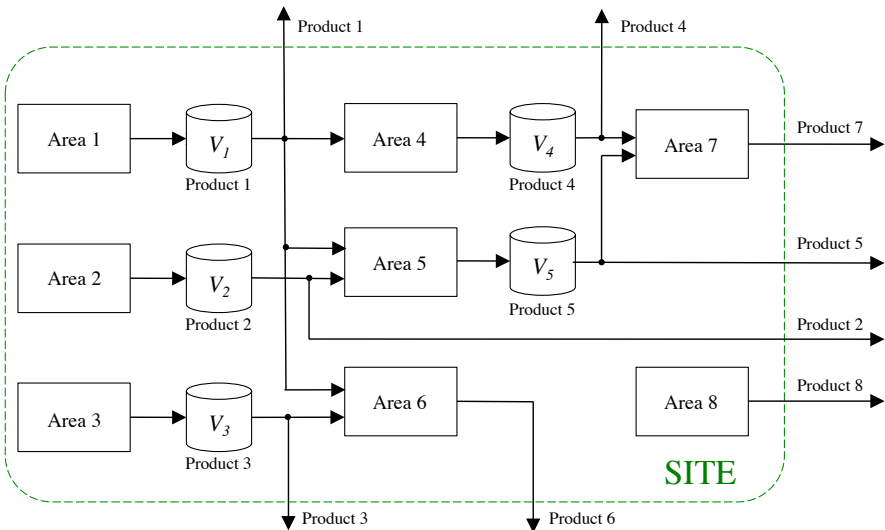 Product 1
Product 4
Area 1
V1
Product 1
Area 4
V4
Product 4
Area 7
Product 7
Area 2
V2
Product 2
Area 5
V5
Product 5
Product 5
Product 2
Area 3
V3
Product 3
Area 6
Area 8
Product 8
SITE
Product 3
Product 6